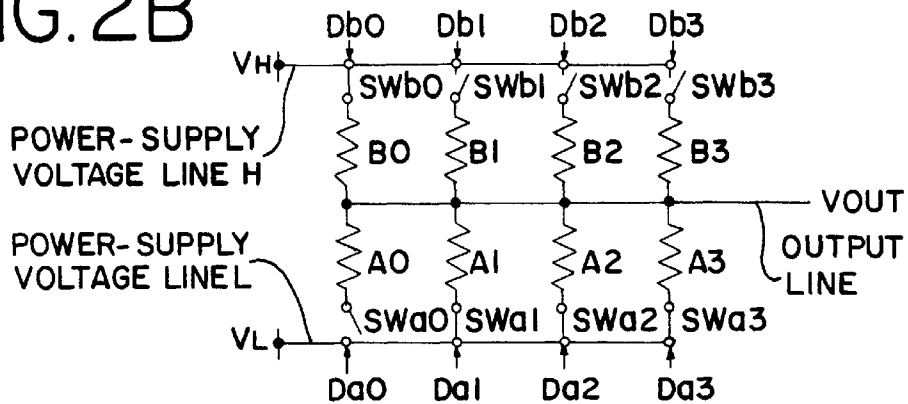 IG. 2B
Db0 Db1 Db2 Db3
VH
SWb0 SWb1 SWb2 SWb3
POWER-SUPPLY
VOLTAGE LINE H
B0 B1 B2 B3
VOUT
POWER-SUPPLY
VOLTAGE LINE L
A0 A1 A2 A3
OUTPUT
LINE
SWa0 SWa1 SWa2 SWa3
VL
Da0 Da1 Da2 Da3